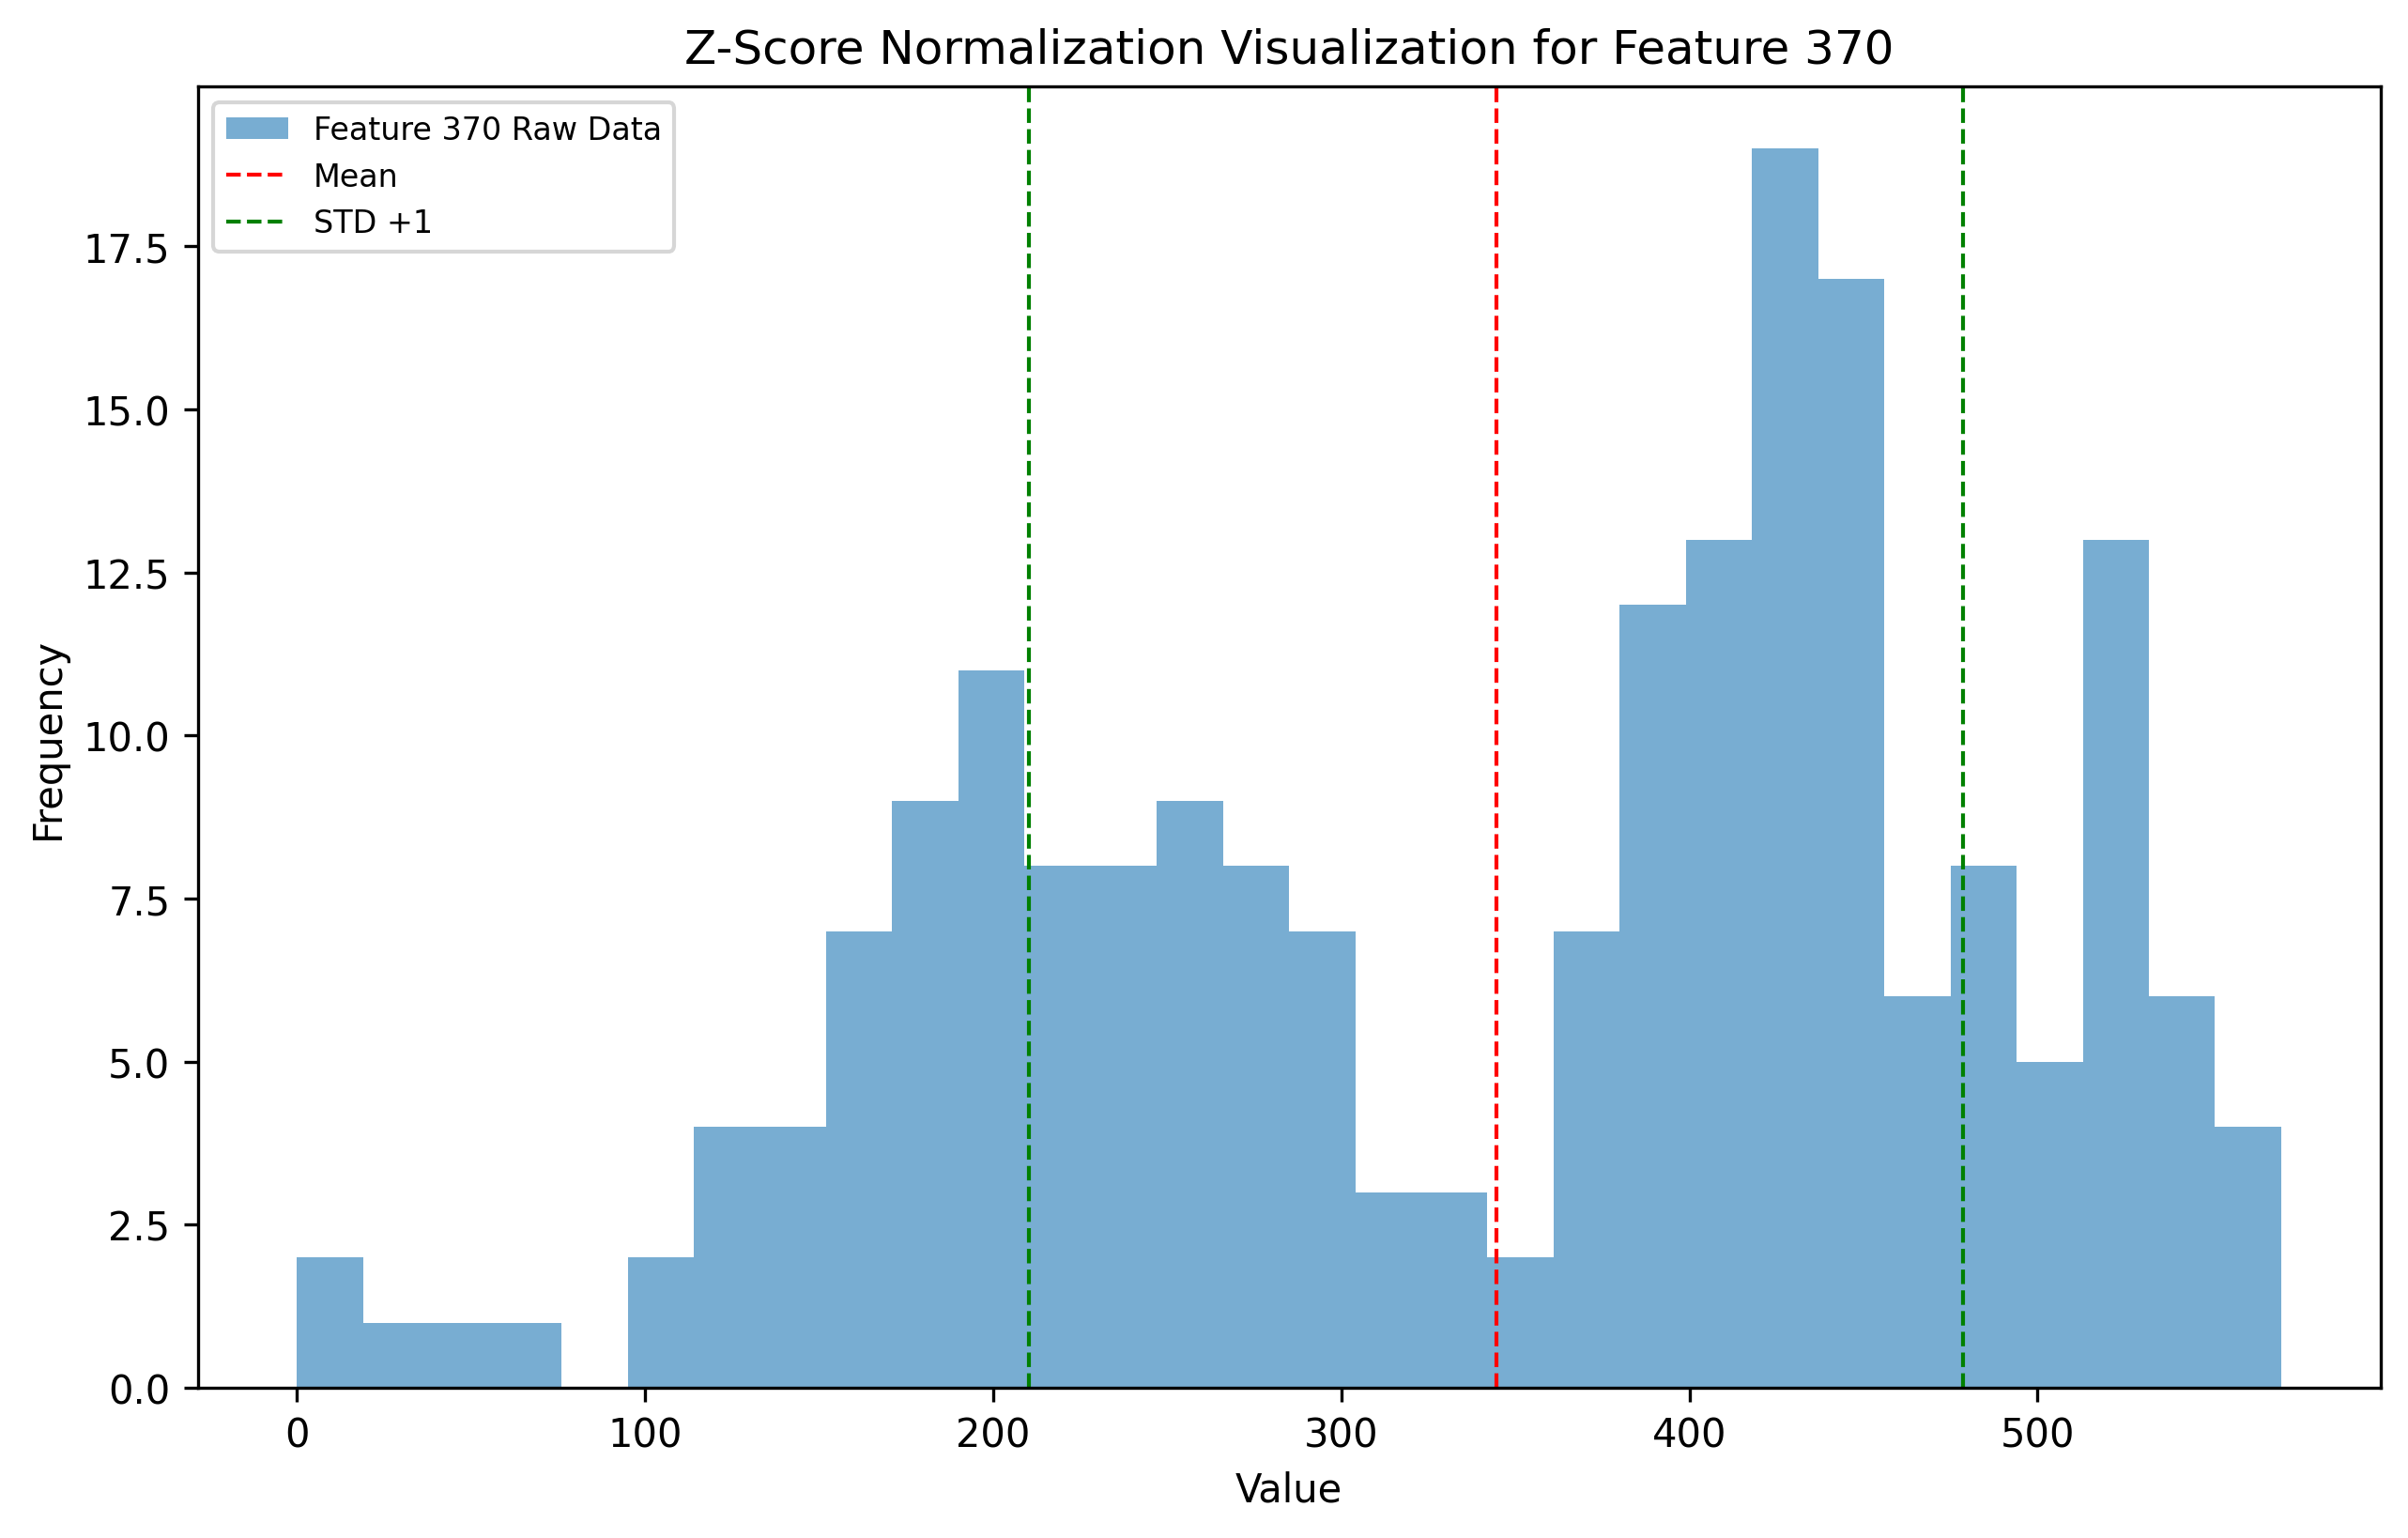 Z-Score Normalization Visualization for Feature 370
Feature 370 Raw Data
Mean
STD +1
17.5
15.0
12.5
10.0
7.5
5.0
2.5
0.0
Frequency
0 100 200 300 400 500
Value